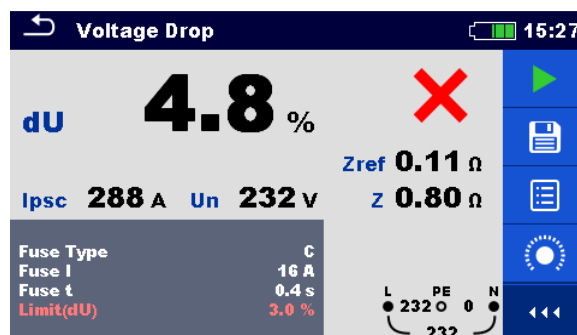 Voltage Drop 15:27
dU 4.8 %
Zref 0.11 Ω
Ipsc 288 A Un 232 V Z 0.80 Ω
Fuse Type C
Fuse I 16 A
Fuse t 0.4 s
Limit(dU) 3.0 %
L PE N
232 0
232